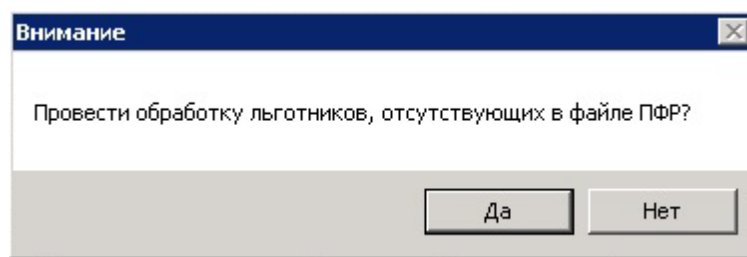 Внимание
Провести обработку льготников, отсутствующих в файле ПФР?
Да
Нет